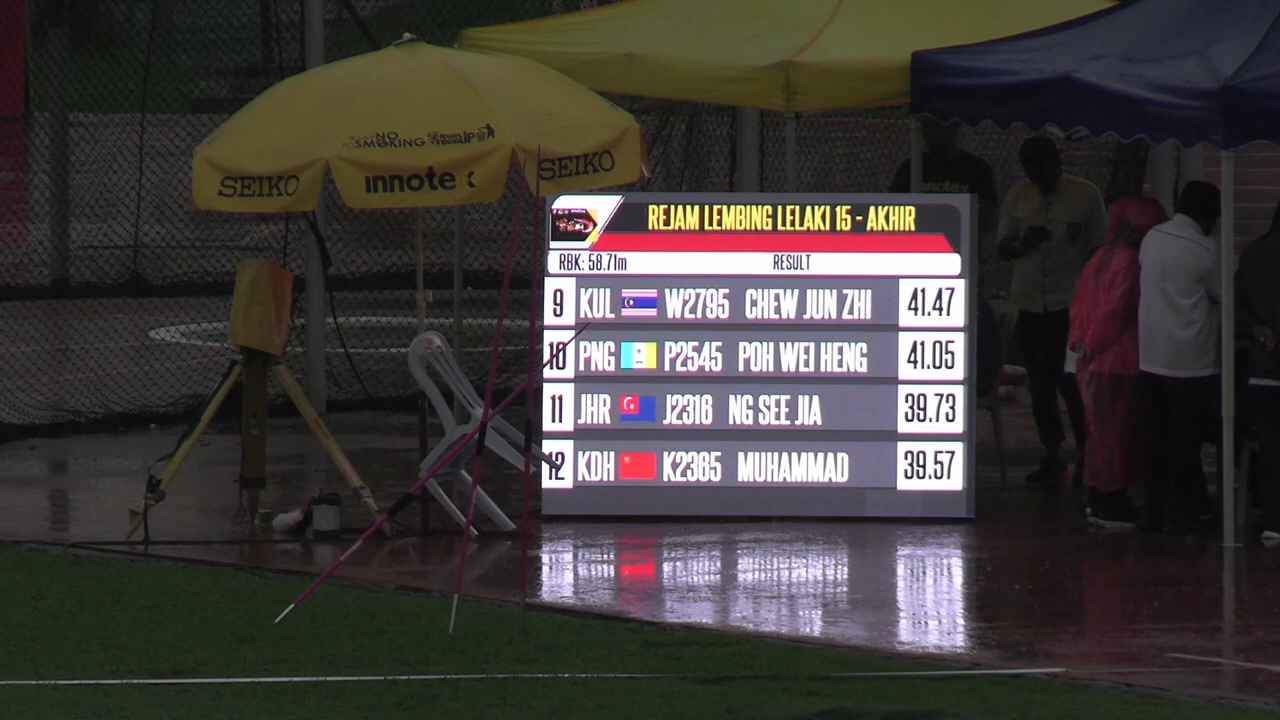 NO
SMOKING
SEIKO
innote
SEIKO
REJAM LEMBING LELAKI 15 - AKHIR
RBK: 58.71m RESULT
9 KUL W2795 CHEW JUN ZHI 41.47
10 PNG P2545 POH WEI HENG 41.05
11 JHR J2316 NG SEE JIA 39.73
12 KDH K2365 MUHAMMAD 39.57